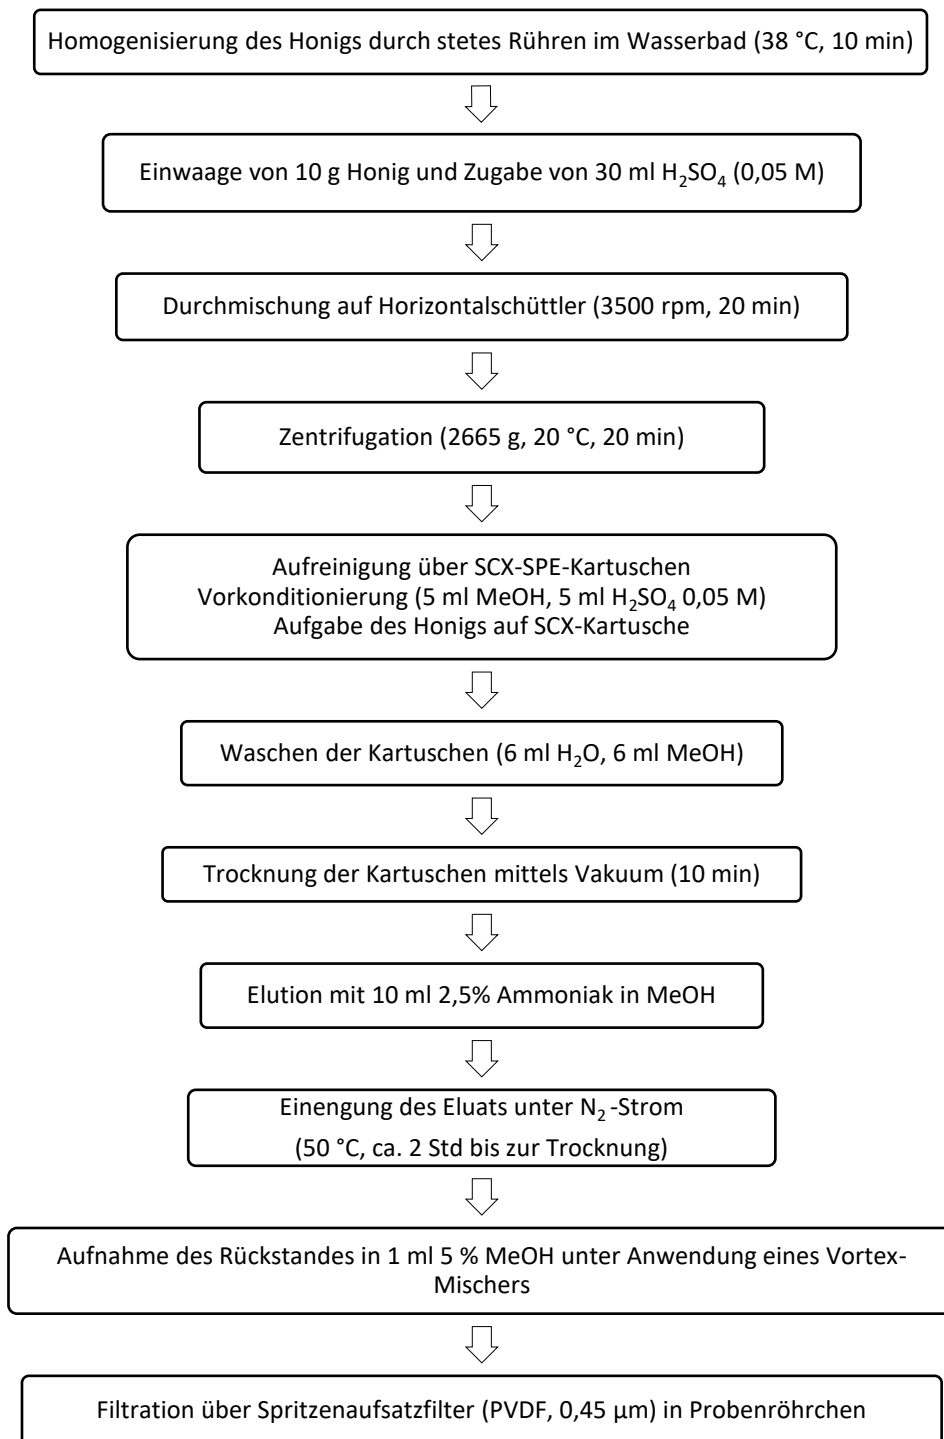 Homogenisierung des Honigs durch stetes Rühren im Wasserbad (38 °C, 10 min)
Einwaage von 10 g Honig und Zugabe von 30 ml H₂SO₄ (0,05 M)
Durchmischung auf Horizontalschüttler (3500 rpm, 20 min)
Zentrifugation (2665 g, 20 °C, 20 min)
Aufreinigung über SCX-SPE-Kartuschen
Vorkonditionierung (5 ml MeOH, 5 ml H₂SO₄ 0,05 M)
Aufgabe des Honigs auf SCX-Kartusche
Waschen der Kartuschen (6 ml H₂O, 6 ml MeOH)
Trocknung der Kartuschen mittels Vakuum (10 min)
Elution mit 10 ml 2,5% Ammoniak in MeOH
Einengung des Eluats unter N₂ -Strom
(50 °C, ca. 2 Std bis zur Trocknung)
Aufnahme des Rückstandes in 1 ml 5 % MeOH unter Anwendung eines Vortex-
Mischers
Filtration über Spritzenaufsatzfilter (PVDF, 0,45 µm) in Probenröhrchen